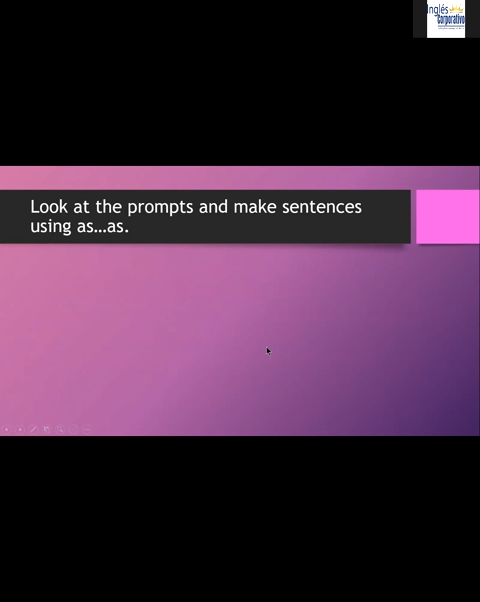 Inglés
Corporativo
Look at the prompts and make sentences
using as...as.